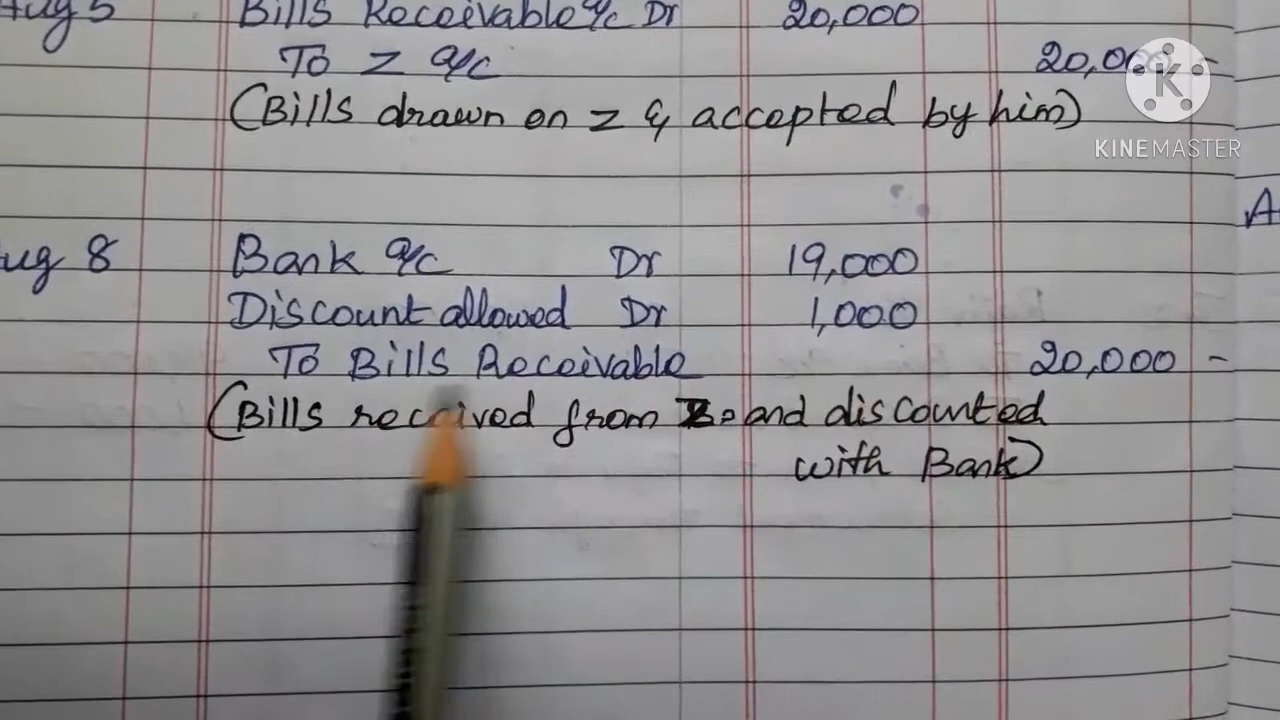 Aug 5 Bills Receivable a/c Dr 20,000
To Z a/c 20,000 -
(Bills drawn on Z & accepted by him)
K
KINEMASTER
Aug 8 Bank a/c Dr 19,000
Discount allowed Dr 1,000
To Bills Receivable 20,000 -
(Bills received from Z and discounted
with Bank)
A